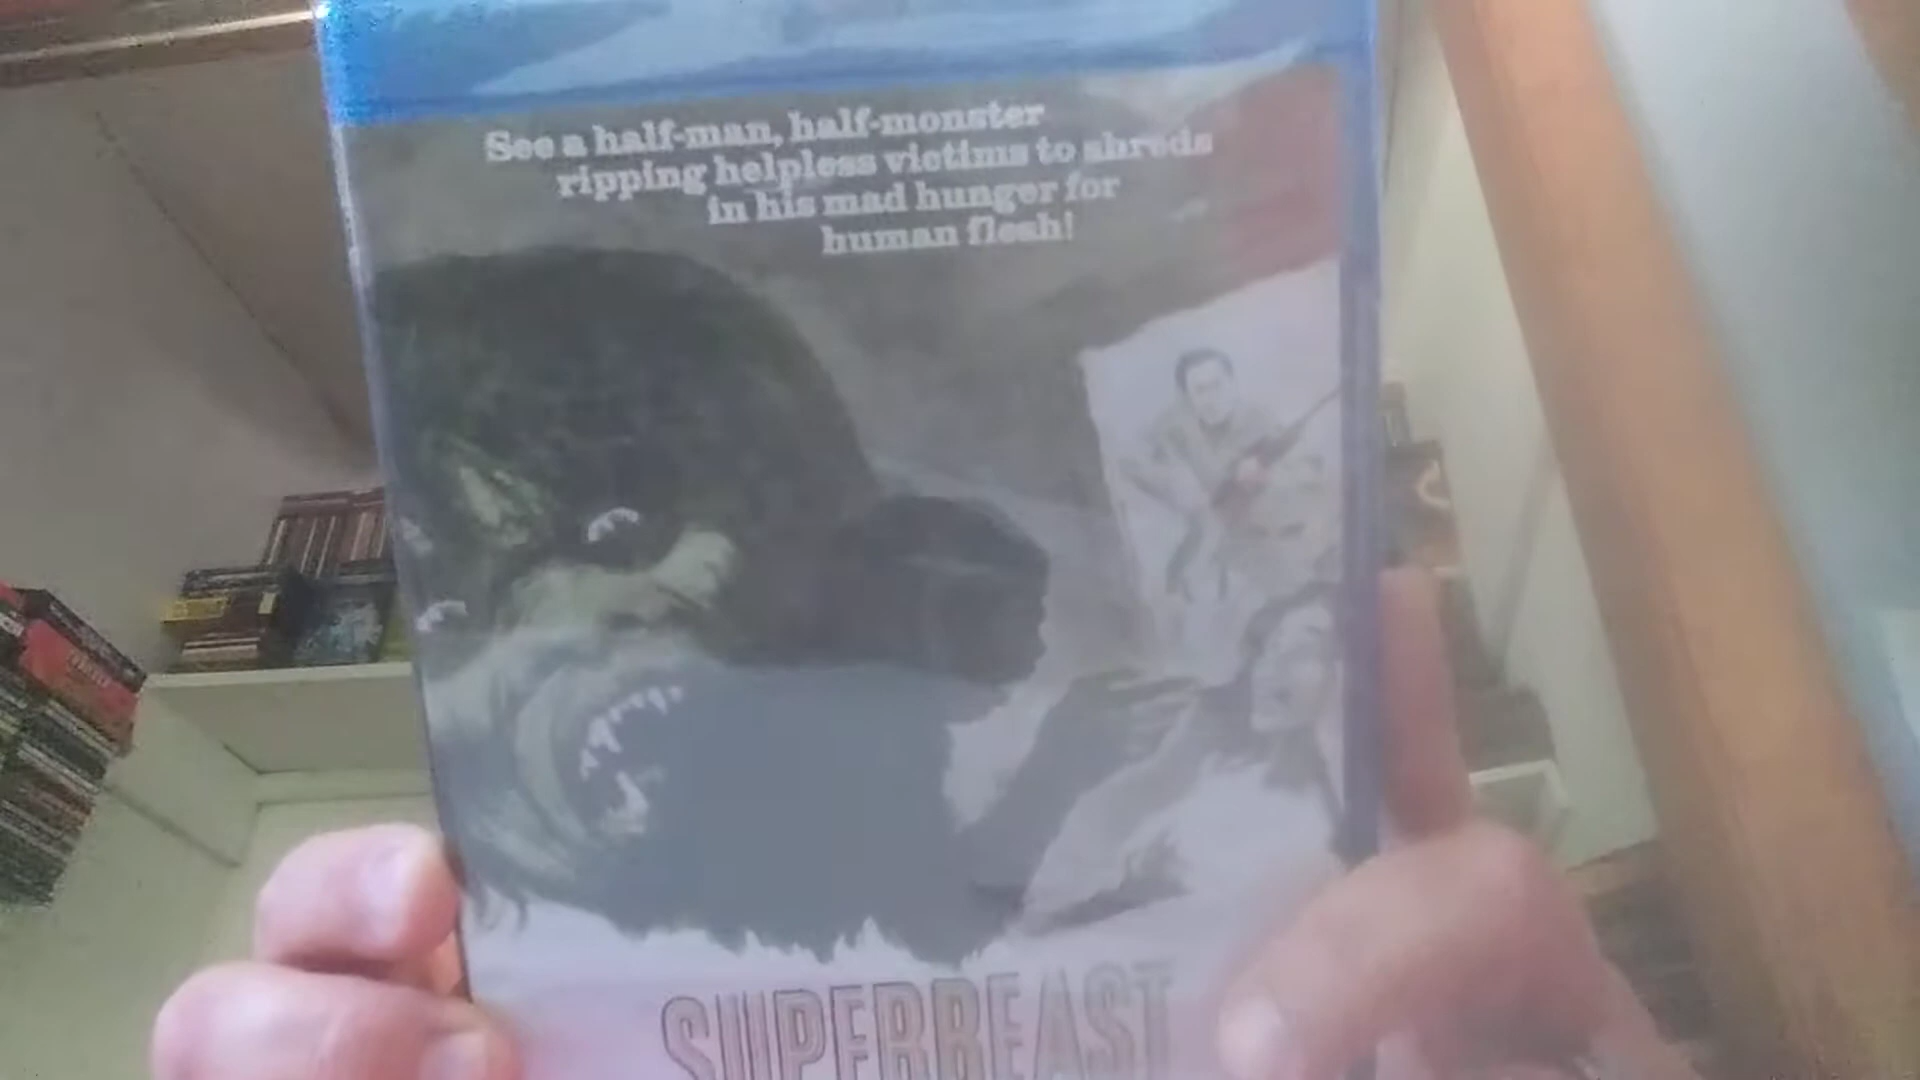 See a half-man, half-monster
ripping helpless victims to shreds
in his mad hunger for
human flesh!
SUPERBEAST